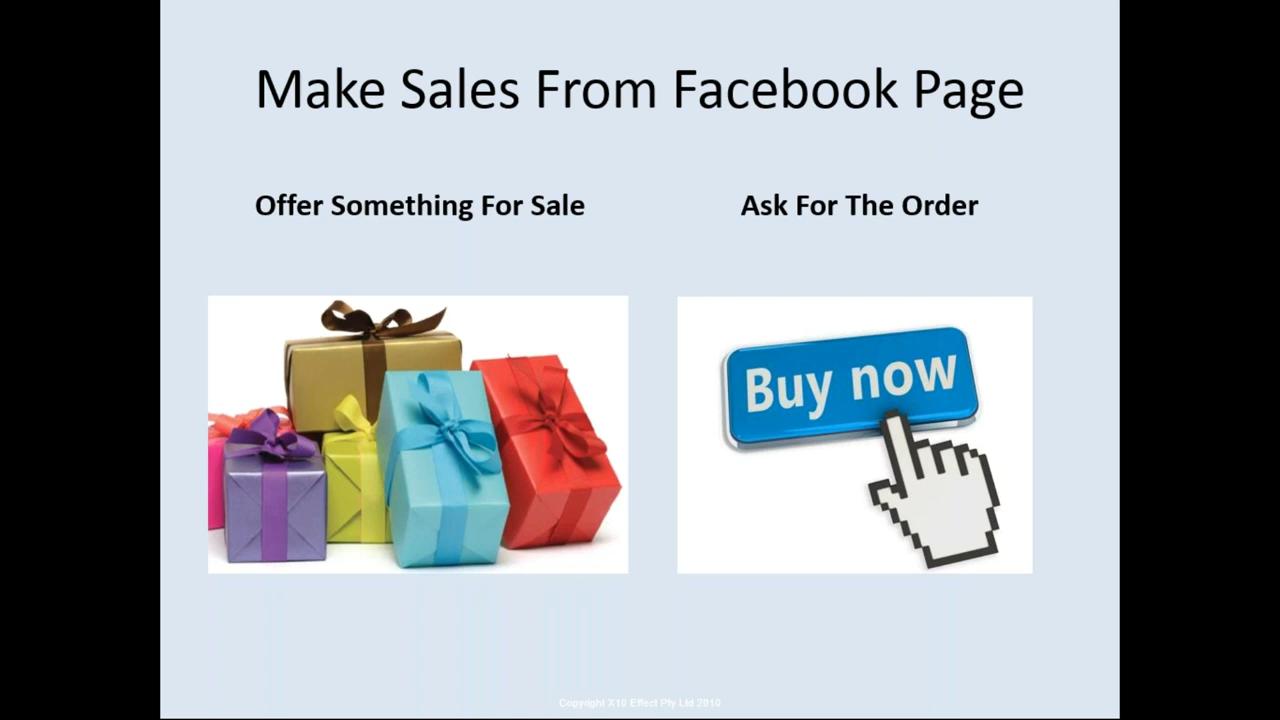 Make Sales From Facebook Page
Offer Something For Sale
Ask For The Order
Buy now
Copyright X10 Effect Pty Ltd 2010